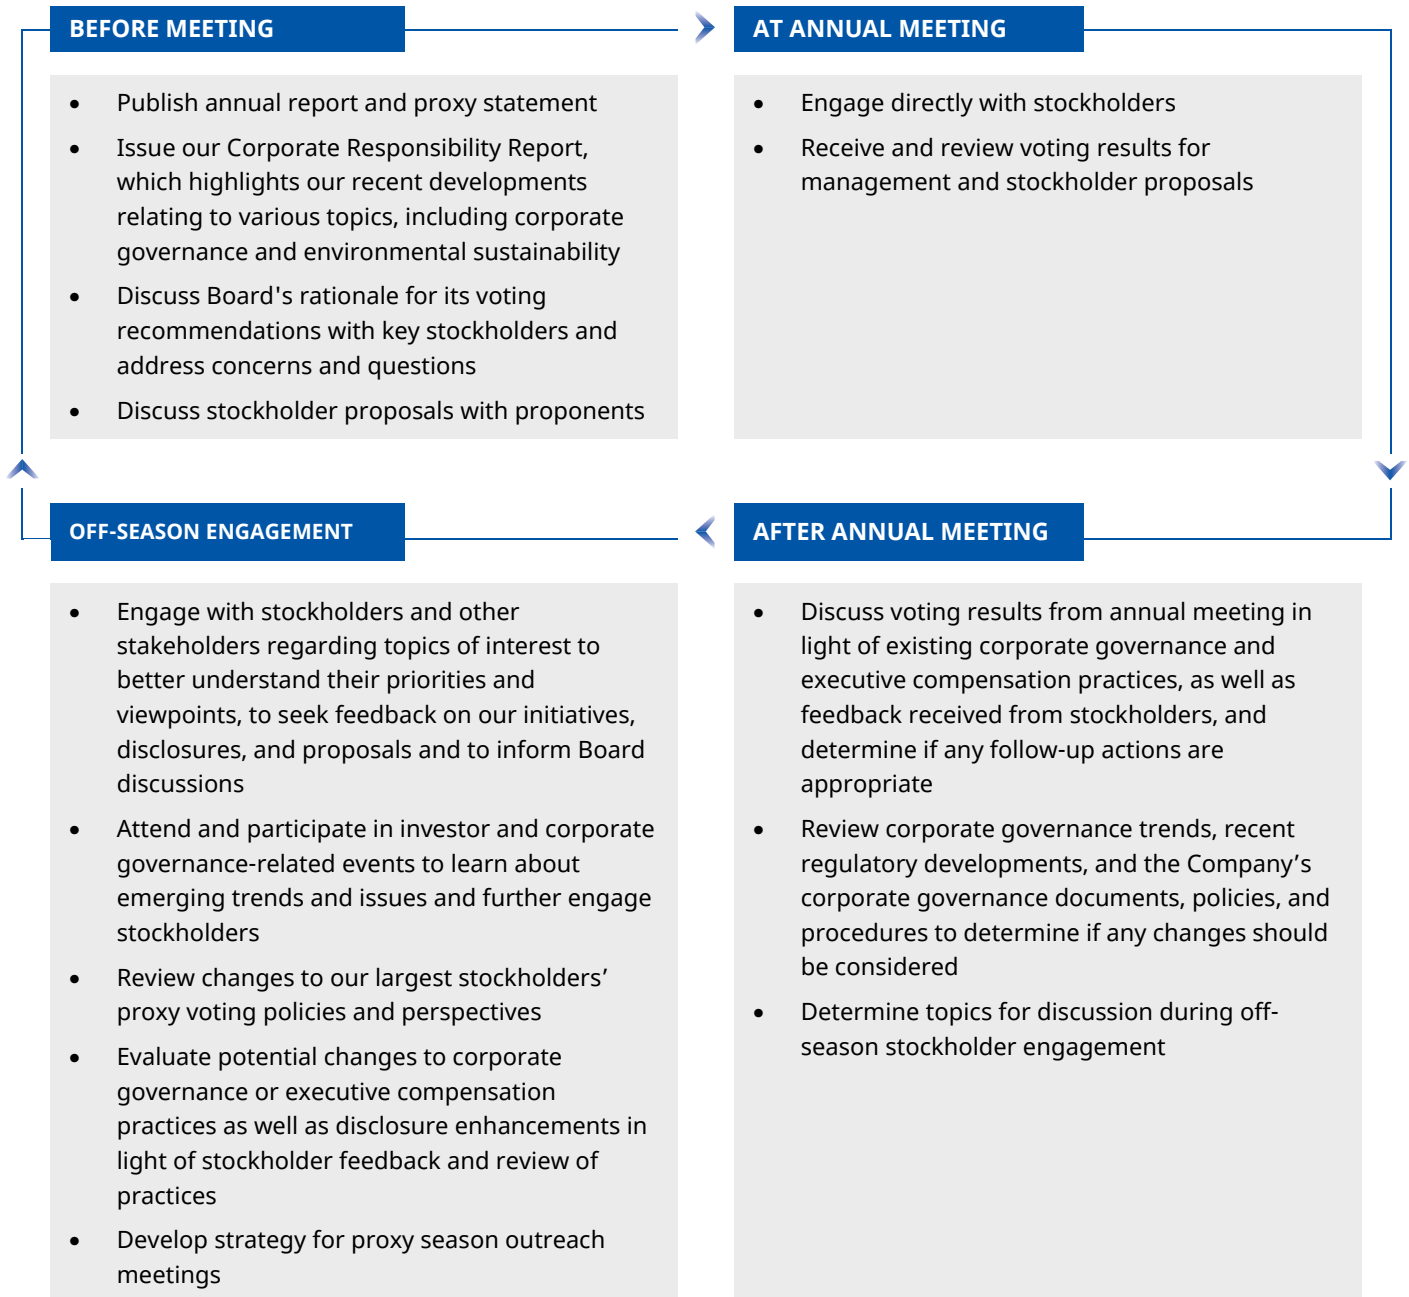 BEFORE MEETING
• Publish annual report and proxy statement
• Issue our Corporate Responsibility Report,
which highlights our recent developments
relating to various topics, including corporate
governance and environmental sustainability
• Discuss Board's rationale for its voting
recommendations with key stockholders and
address concerns and questions
• Discuss stockholder proposals with proponents
AT ANNUAL MEETING
• Engage directly with stockholders
• Receive and review voting results for
management and stockholder proposals
AFTER ANNUAL MEETING
• Discuss voting results from annual meeting in
light of existing corporate governance and
executive compensation practices, as well as
feedback received from stockholders, and
determine if any follow-up actions are
appropriate
• Review corporate governance trends, recent
regulatory developments, and the Company’s
corporate governance documents, policies, and
procedures to determine if any changes should
be considered
• Determine topics for discussion during off-
season stockholder engagement
OFF-SEASON ENGAGEMENT
• Engage with stockholders and other
stakeholders regarding topics of interest to
better understand their priorities and
viewpoints, to seek feedback on our initiatives,
disclosures, and proposals and to inform Board
discussions
• Attend and participate in investor and corporate
governance-related events to learn about
emerging trends and issues and further engage
stockholders
• Review changes to our largest stockholders’
proxy voting policies and perspectives
• Evaluate potential changes to corporate
governance or executive compensation
practices as well as disclosure enhancements in
light of stockholder feedback and review of
practices
• Develop strategy for proxy season outreach
meetings